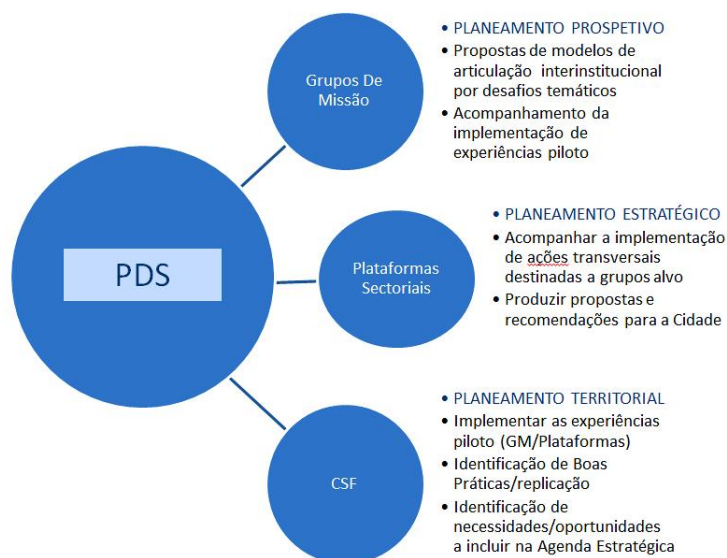 PDS
Grupos De
Missão
• PLANEAMENTO PROSPETIVO
• Propostas de modelos de
articulação interinstitucional
por desafios temáticos
• Acompanhamento da
implementação de
experiências piloto
Plataformas
Sectoriais
• PLANEAMENTO ESTRATÉGICO
• Acompanhar a implementação
de ações transversais
destinadas a grupos alvo
• Produzir propostas e
recomendações para a Cidade
CSF
• PLANEAMENTO TERRITORIAL
• Implementar as experiências
piloto (GM/Plataformas)
• Identificação de Boas
Práticas/replicação
• Identificação de
necessidades/oportunidades
a incluir na Agenda Estratégica